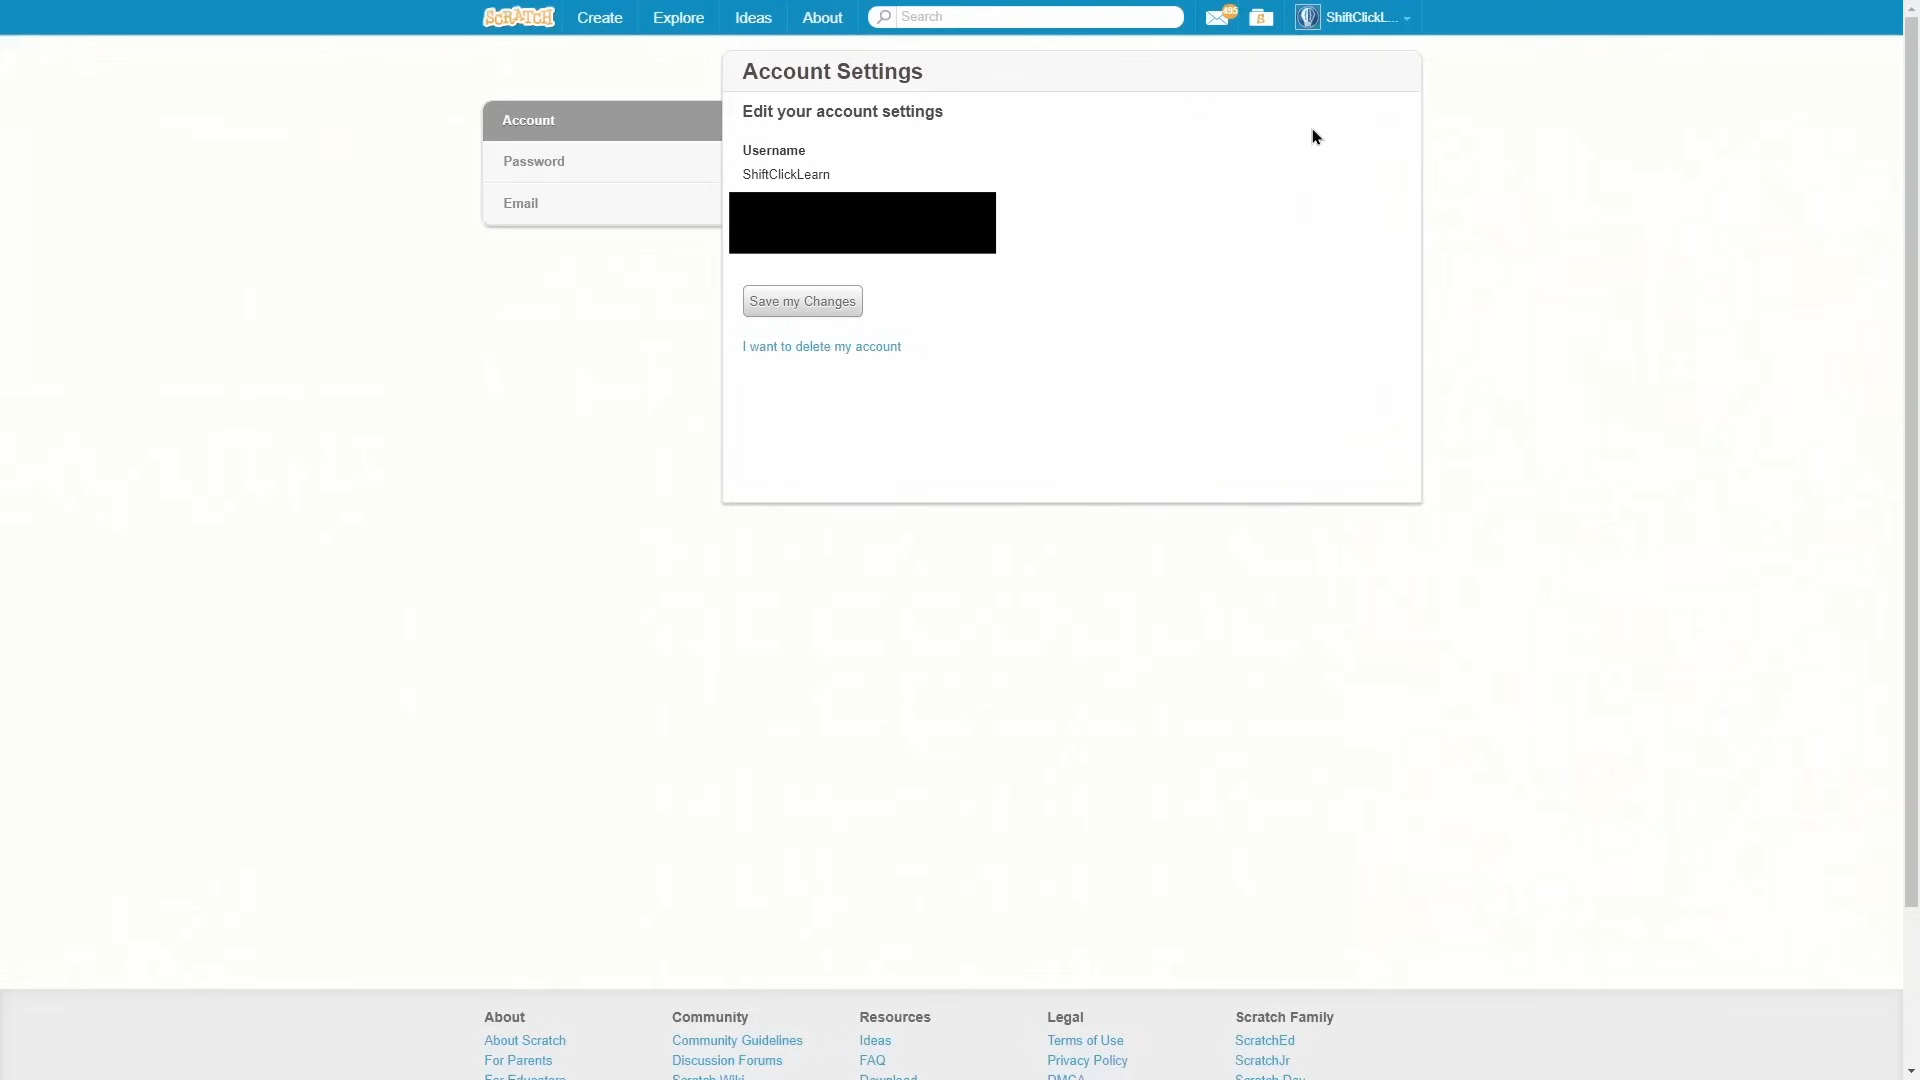 SCRATCH Create Explore Ideas About Search 495 ShiftClickL...
Account Settings
Edit your account settings
Account
Password
Email
Username
ShiftClickLearn
Save my Changes
I want to delete my account
About Community Resources Legal Scratch Family
About Scratch Community Guidelines Ideas Terms of Use ScratchEd
For Parents Discussion Forums FAQ Privacy Policy ScratchJr
For Educators Scratch Wiki Download DMCA Scratch Day